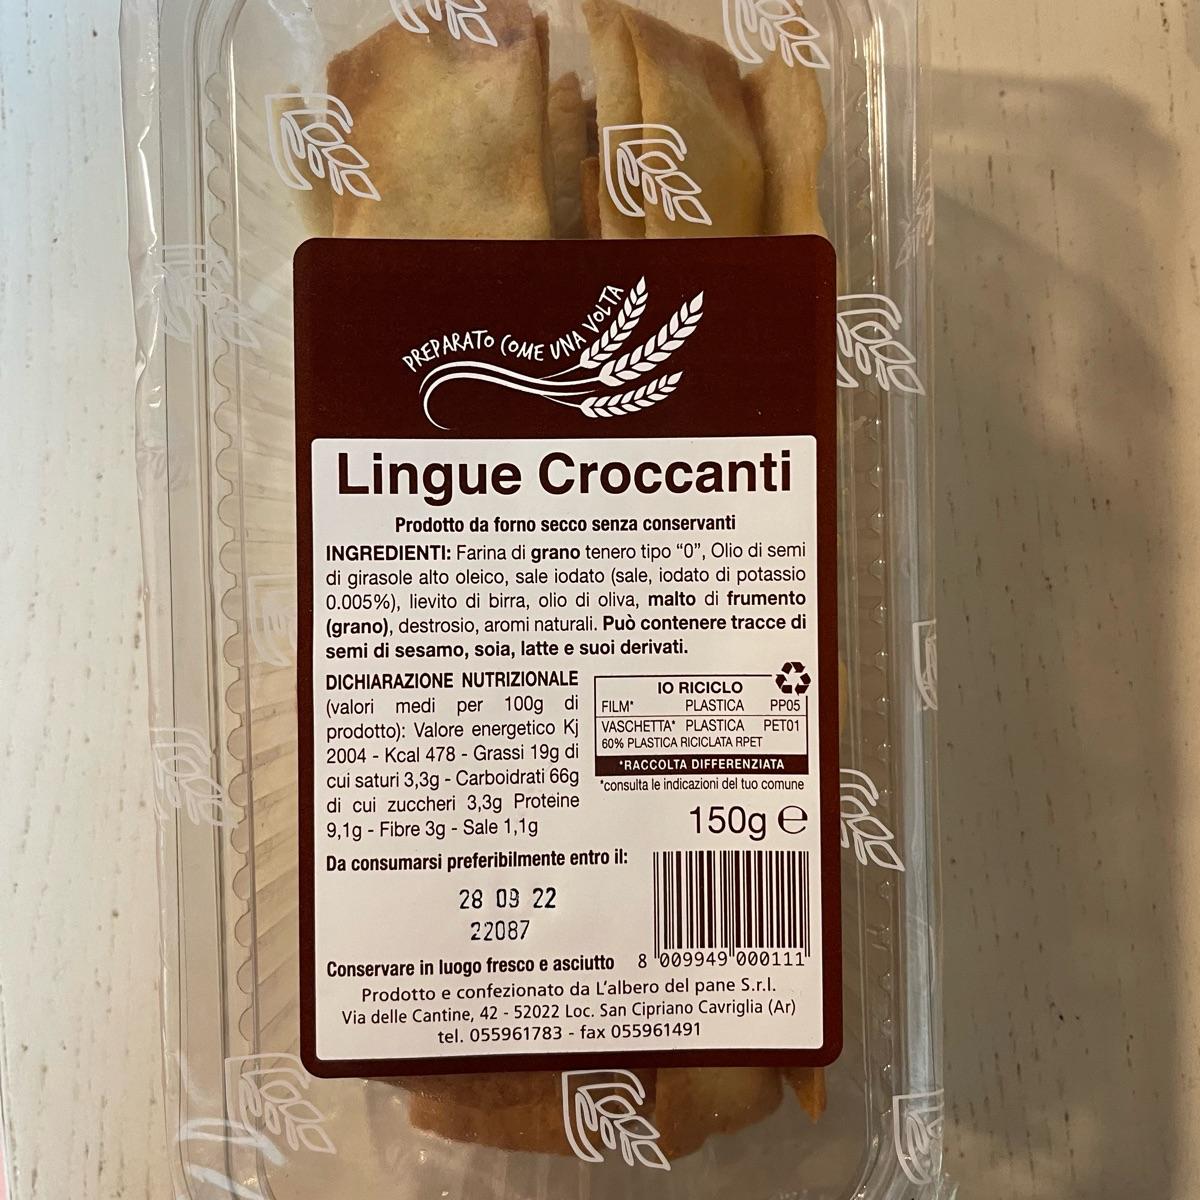 PREPARATO COME UNA VOLTA
Lingue Croccanti
Prodotto da forno secco senza conservanti
INGREDIENTI: Farina di grano tenero tipo “0”, Olio di semi
di girasole alto oleico, sale iodato (sale, iodato di potassio
0.005%), lievito di birra, olio di oliva, malto di frumento
(grano), destrosio, aromi naturali. Può contenere tracce di
semi di sesamo, soia, latte e suoi derivati.
DICHIARAZIONE NUTRIZIONALE
(valori medi per 100g di
prodotto): Valore energetico Kj
2004 - Kcal 478 - Grassi 19g di
cui saturi 3,3g - Carboidrati 66g
di cui zuccheri 3,3g Proteine
9,1g - Fibre 3g - Sale 1,1g
IO RICICLO
FILM* PLASTICA PP05
VASCHETTA* PLASTICA PET01
60% PLASTICA RICICLATA RPET
*RACCOLTA DIFFERENZIATA
*consulta le indicazioni del tuo comune
150g ℮
Da consumarsi preferibilmente entro il:
28 09 22
22087
Conservare in luogo fresco e asciutto
8 009949 000111
Prodotto e confezionato da L’albero del pane S.r.l.
Via delle Cantine, 42 - 52022 Loc. San Cipriano Cavriglia (Ar)
tel. 055961783 - fax 055961491